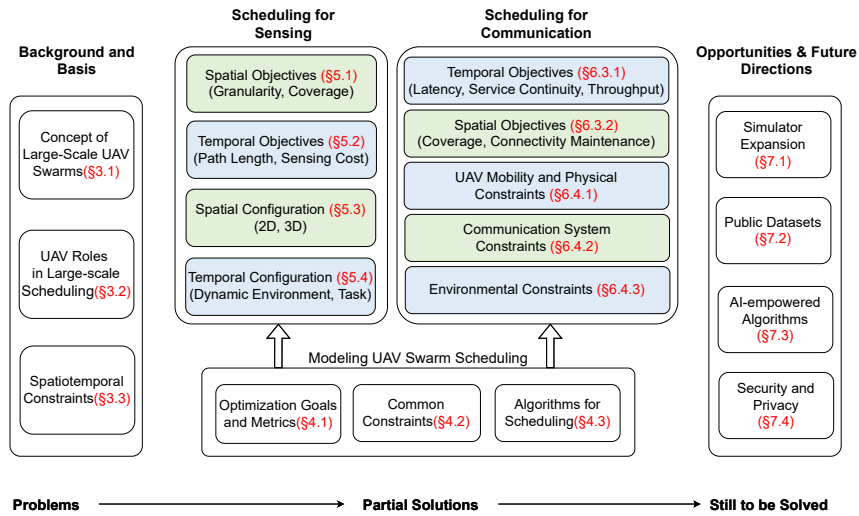 Background and
Basis
Concept of
Large-Scale UAV
Swarms(§3.1)
UAV Roles
in Large-scale
Scheduling(§3.2)
Spatiotemporal
Constraints(§3.3)
Scheduling for
Sensing
Spatial Objectives (§5.1)
(Granularity, Coverage)
Temporal Objectives (§5.2)
(Path Length, Sensing Cost)
Spatial Configuration (§5.3)
(2D, 3D)
Temporal Configuration (§5.4)
(Dynamic Environment, Task)
Scheduling for
Communication
Temporal Objectives (§6.3.1)
(Latency, Service Continuity, Throughput)
Spatial Objectives (§6.3.2)
(Coverage, Connectivity Maintenance)
UAV Mobility and Physical
Constraints (§6.4.1)
Communication System
Constraints (§6.4.2)
Environmental Constraints (§6.4.3)
Modeling UAV Swarm Scheduling
Optimization Goals
and Metrics(§4.1)
Common
Constraints(§4.2)
Algorithms for
Scheduling(§4.3)
Opportunities & Future
Directions
Simulator
Expansion
(§7.1)
Public Datasets
(§7.2)
AI-empowered
Algorithms
(§7.3)
Security and
Privacy
(§7.4)
Problems
Partial Solutions
Still to be Solved